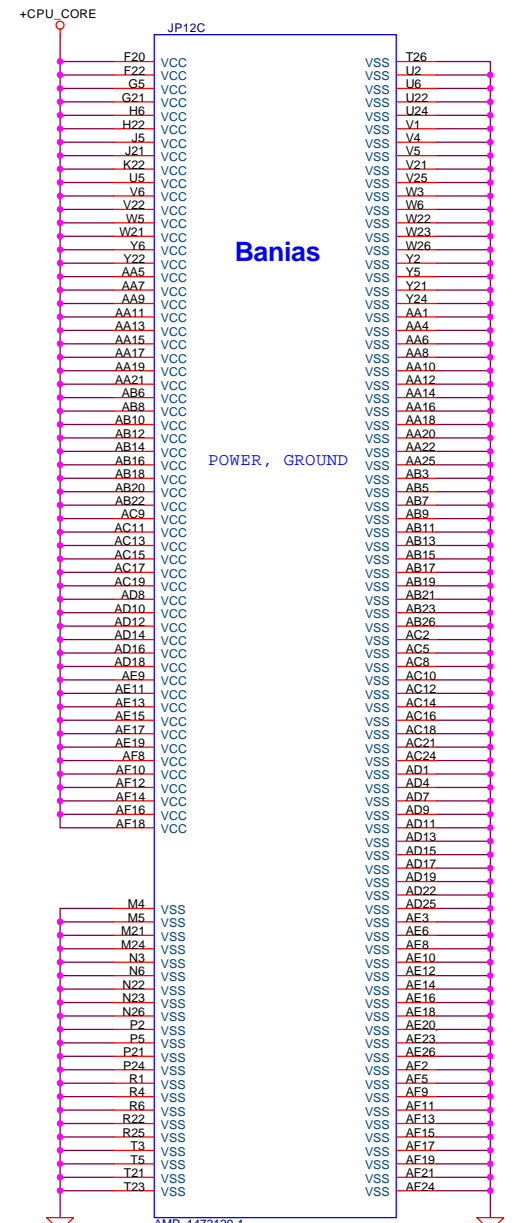 +CPU_CORE
JP12C
F20 VCC VSS T26
F22 VCC VSS U2
G5 VCC VSS U6
G21 VCC VSS U22
H6 VCC VSS U24
H22 VCC VSS V1
J5 VCC VSS V4
J21 VCC VSS V5
K22 VCC VSS V21
U5 VCC VSS V25
V6 VCC VSS W3
V22 VCC VSS W6
W5 VCC VSS W22
W21 VCC VSS W23
Y6 VCC VSS W26
Banias
Y22 VCC VSS Y2
AA5 VCC VSS Y5
AA7 VCC VSS Y21
AA9 VCC VSS Y24
AA11 VCC VSS AA1
AA13 VCC VSS AA4
AA15 VCC VSS AA6
AA17 VCC VSS AA8
AA19 VCC VSS AA10
AA21 VCC VSS AA12
AB6 VCC VSS AA14
AB8 VCC VSS AA16
AB10 VCC VSS AA18
AB12 VCC VSS AA20
AB14 VCC VSS AA22
AB16 VCC POWER, GROUND VSS AA25
AB18 VCC VSS AB3
AB20 VCC VSS AB5
AB22 VCC VSS AB7
AC9 VCC VSS AB9
AC11 VCC VSS AB11
AC13 VCC VSS AB13
AC15 VCC VSS AB15
AC17 VCC VSS AB17
AC19 VCC VSS AB19
AD8 VCC VSS AB21
AD10 VCC VSS AB23
AD12 VCC VSS AB26
AD14 VCC VSS AC2
AD16 VCC VSS AC5
AD18 VCC VSS AC8
AE9 VCC VSS AC10
AE11 VCC VSS AC12
AE13 VCC VSS AC14
AE15 VCC VSS AC16
AE17 VCC VSS AC18
AE19 VCC VSS AC21
AF8 VCC VSS AC24
AF10 VCC VSS AD1
AF12 VCC VSS AD4
AF14 VCC VSS AD7
AF16 VCC VSS AD9
AF18 VCC VSS AD11
VSS AD13
VSS AD15
VSS AD17
VSS AD19
VSS AD22
M4 VSS VSS AD25
M5 VSS VSS AE3
M21 VSS VSS AE6
M24 VSS VSS AE8
N3 VSS VSS AE10
N6 VSS VSS AE12
N22 VSS VSS AE14
N23 VSS VSS AE16
N26 VSS VSS AE18
P2 VSS VSS AE20
P5 VSS VSS AE23
P21 VSS VSS AE26
P24 VSS VSS AF2
R1 VSS VSS AF5
R4 VSS VSS AF9
R6 VSS VSS AF11
R22 VSS VSS AF13
R25 VSS VSS AF15
T3 VSS VSS AF17
T5 VSS VSS AF19
T21 VSS VSS AF21
T23 VSS VSS AF24